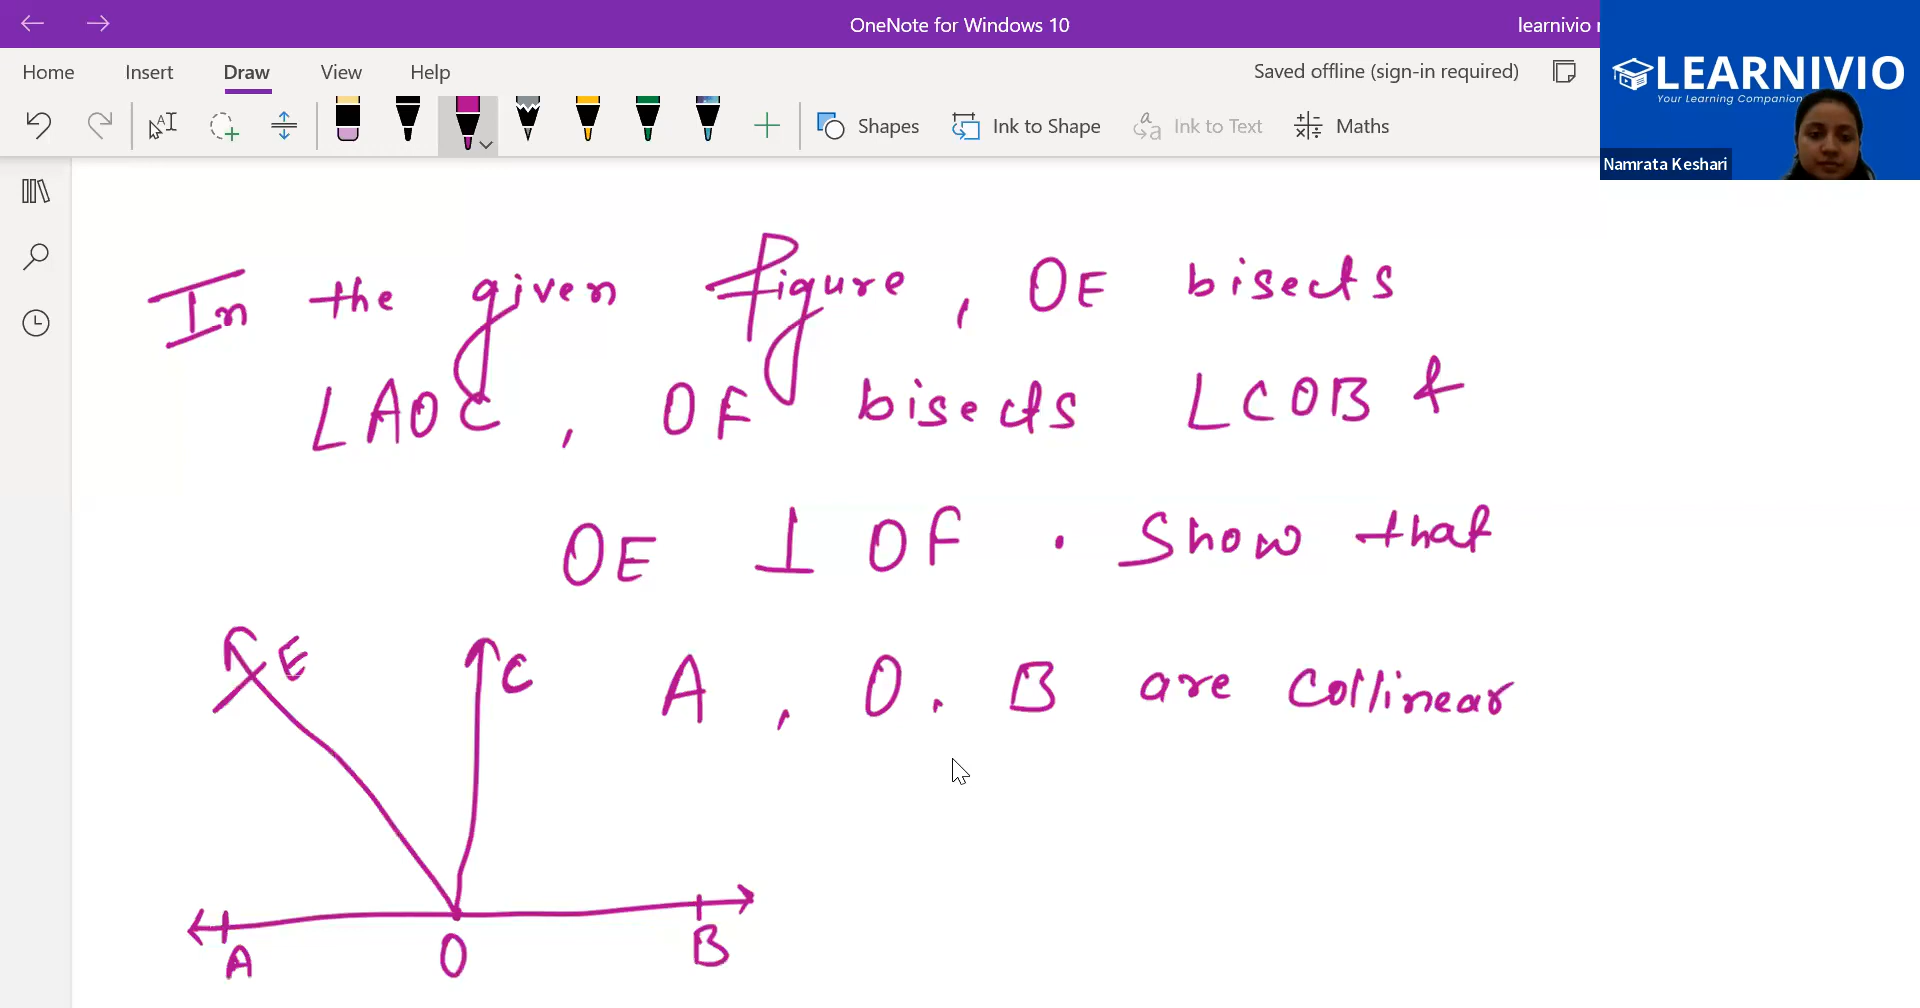 OneNote for Windows 10
learnivio
Home Insert Draw View Help
Saved offline (sign-in required)
LEARNIVIO
Your Learning Companion
Shapes Ink to Shape Ink to Text Maths
Namrata Keshari
In the given figure, OE bisects
∠AOC, OF bisects ∠COB &
OE ⊥ OF. Show that
A, O, B are collinear
E
C
A
O
B